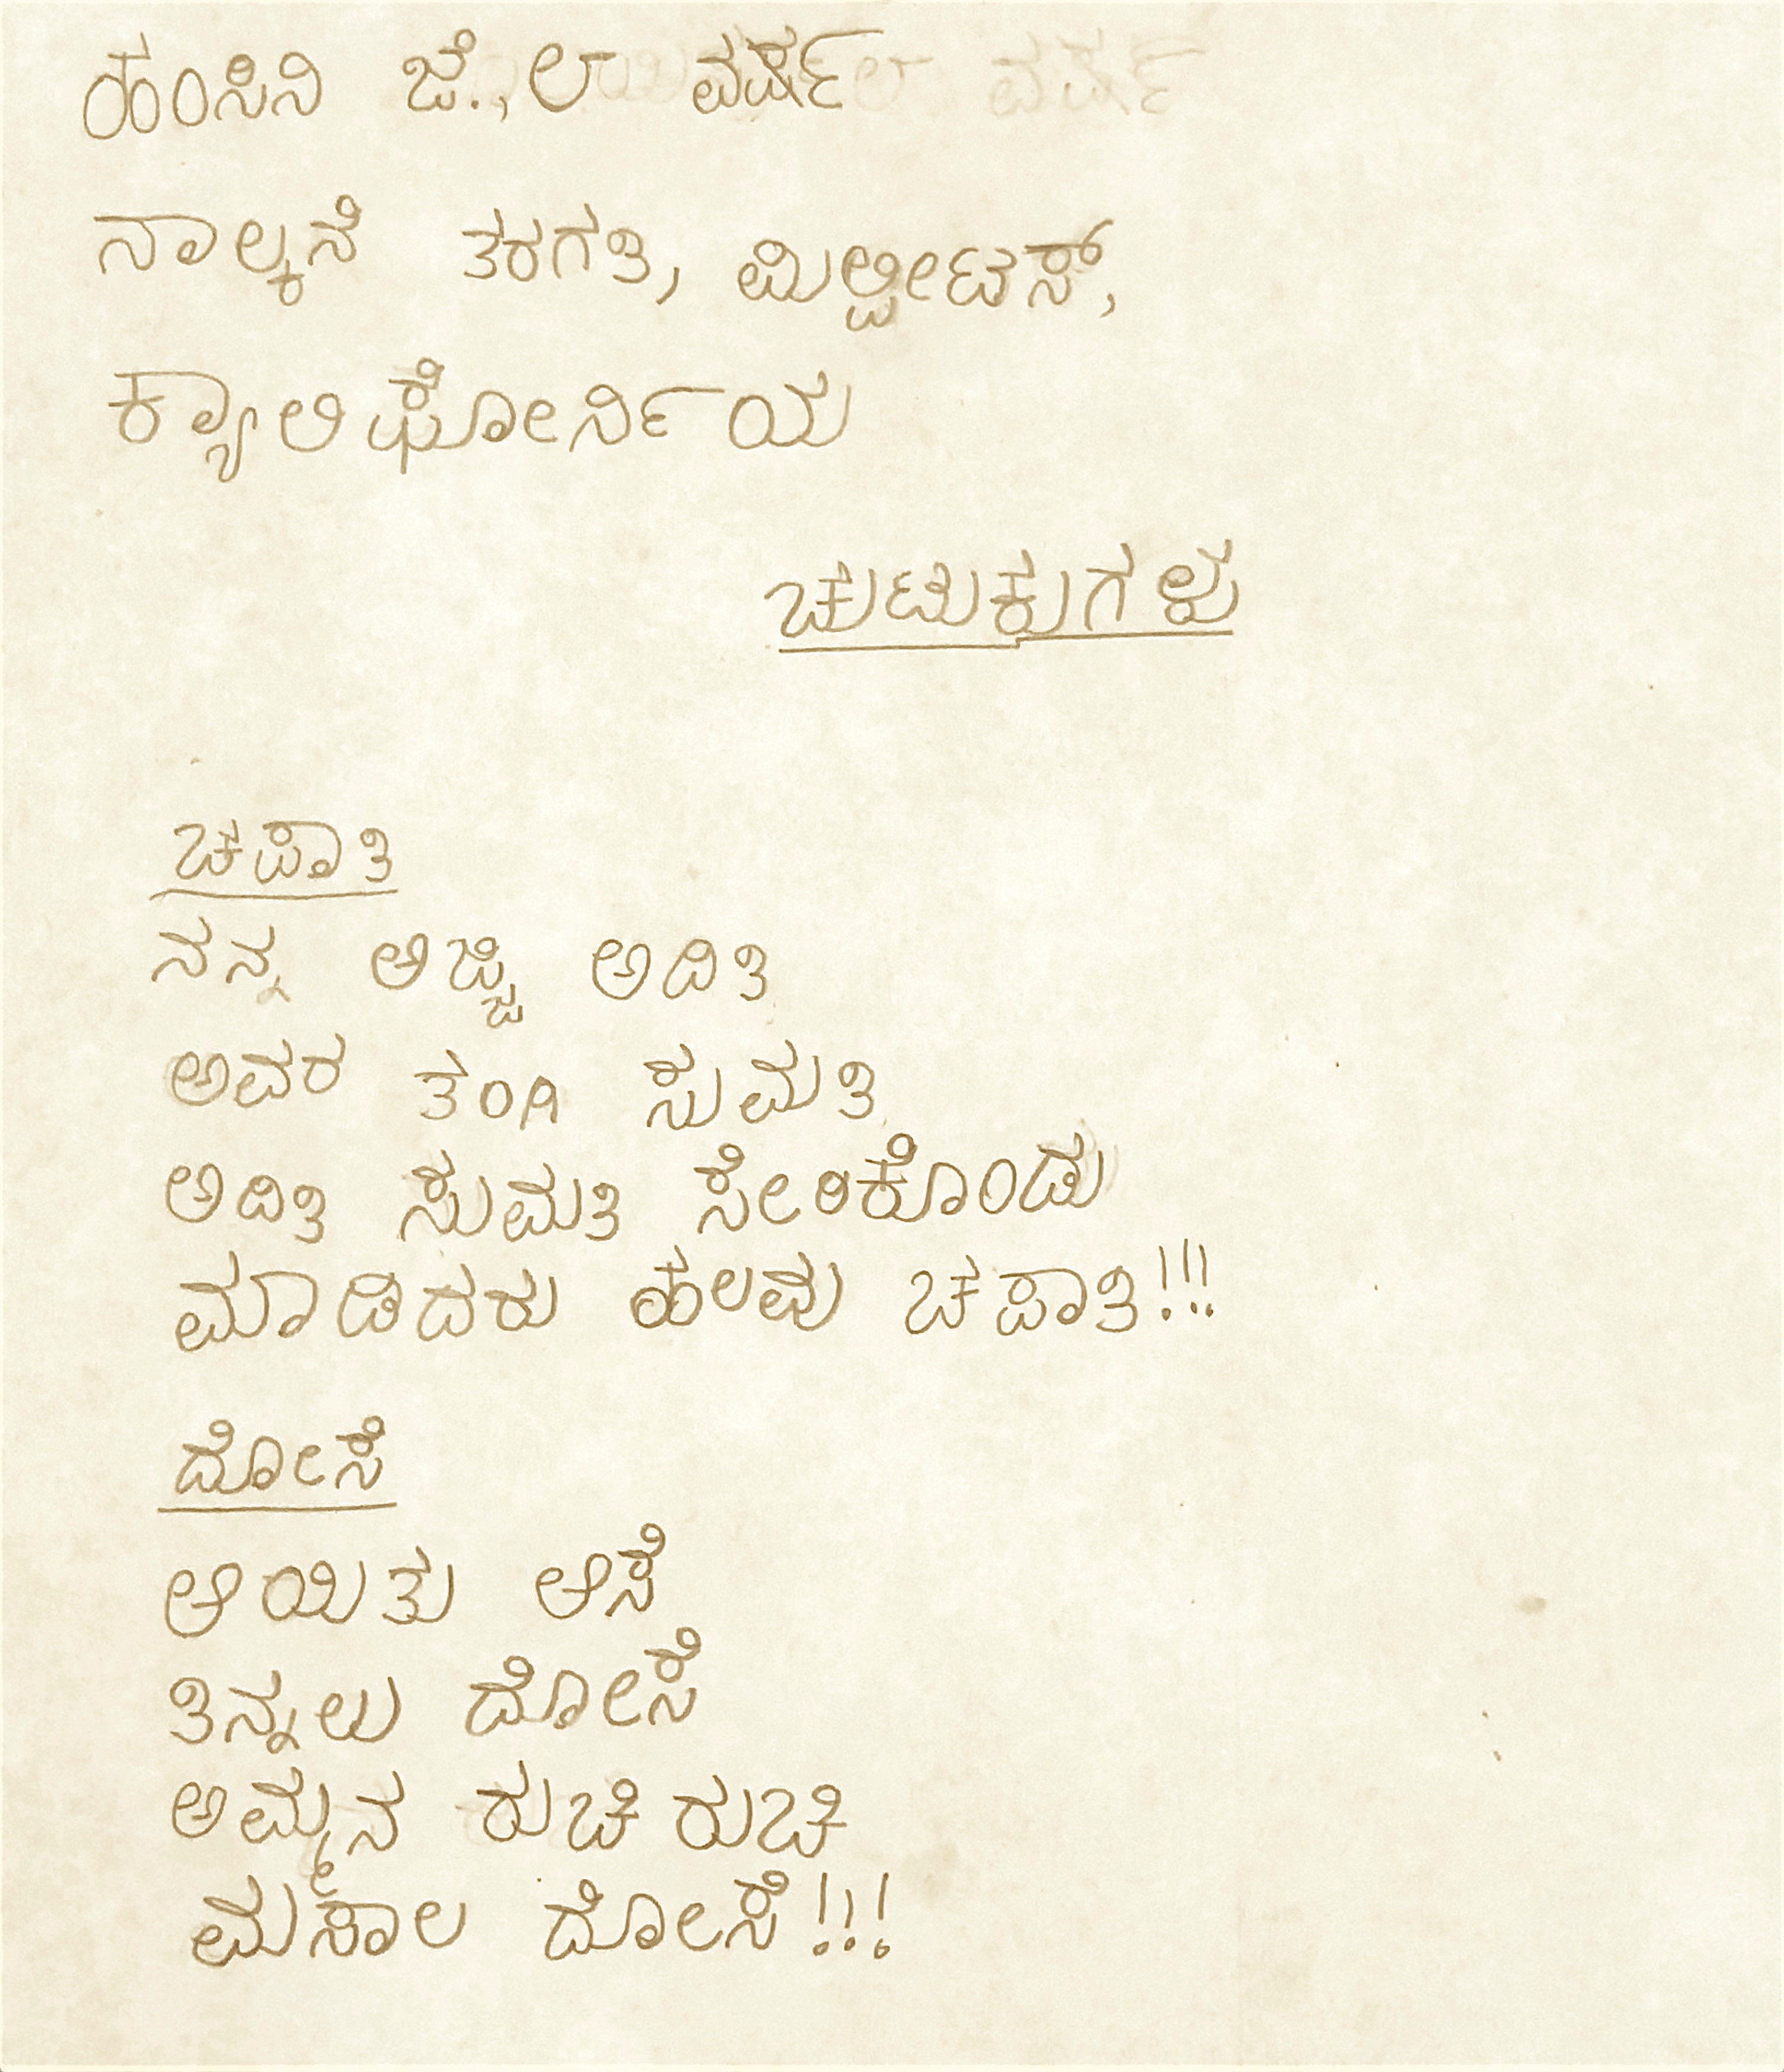 ಹಂಸಿನಿ ಜೆ., ೮ ವರ್ಷ
ನಾಲ್ಕನೆ ತರಗತಿ, ಮಿಲ್ಪೀಟಸ್,
ಕ್ಯಾಲಿಫೋರ್ನಿಯ
ಚುಟುಕುಗಳು
ಚಪಾತಿ
ನನ್ನ ಅಜ್ಜಿ ಅದಿತಿ
ಅವರ ತಂಗಿ ಸುಮತಿ
ಅದಿತಿ ಸುಮತಿ ಸೇರಿಕೊಂಡು
ಮಾಡಿದರು ಹಲವು ಚಪಾತಿ!!!
ದೋಸೆ
ಆಯಿತು ಆಸೆ
ತಿನ್ನಲು ದೋಸೆ
ಅಮ್ಮನ ರುಚಿ ರುಚಿ
ಮಸಾಲ ದೋಸೆ!!!